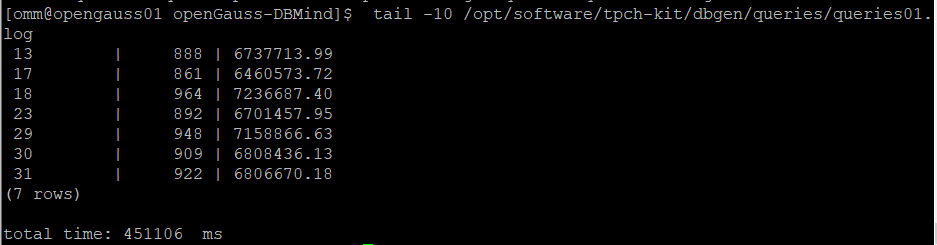 [omm@opengauss01 openGauss-DBMind]$  tail -10 /opt/software/tpch-kit/dbgen/queries/queries01.
log
 13         |     888 | 6737713.99
 17         |     861 | 6460573.72
 18         |     964 | 7236687.40
 23         |     892 | 6701457.95
 29         |     948 | 7158866.63
 30         |     909 | 6808436.13
 31         |     922 | 6806670.18
(7 rows)
total time: 451106  ms